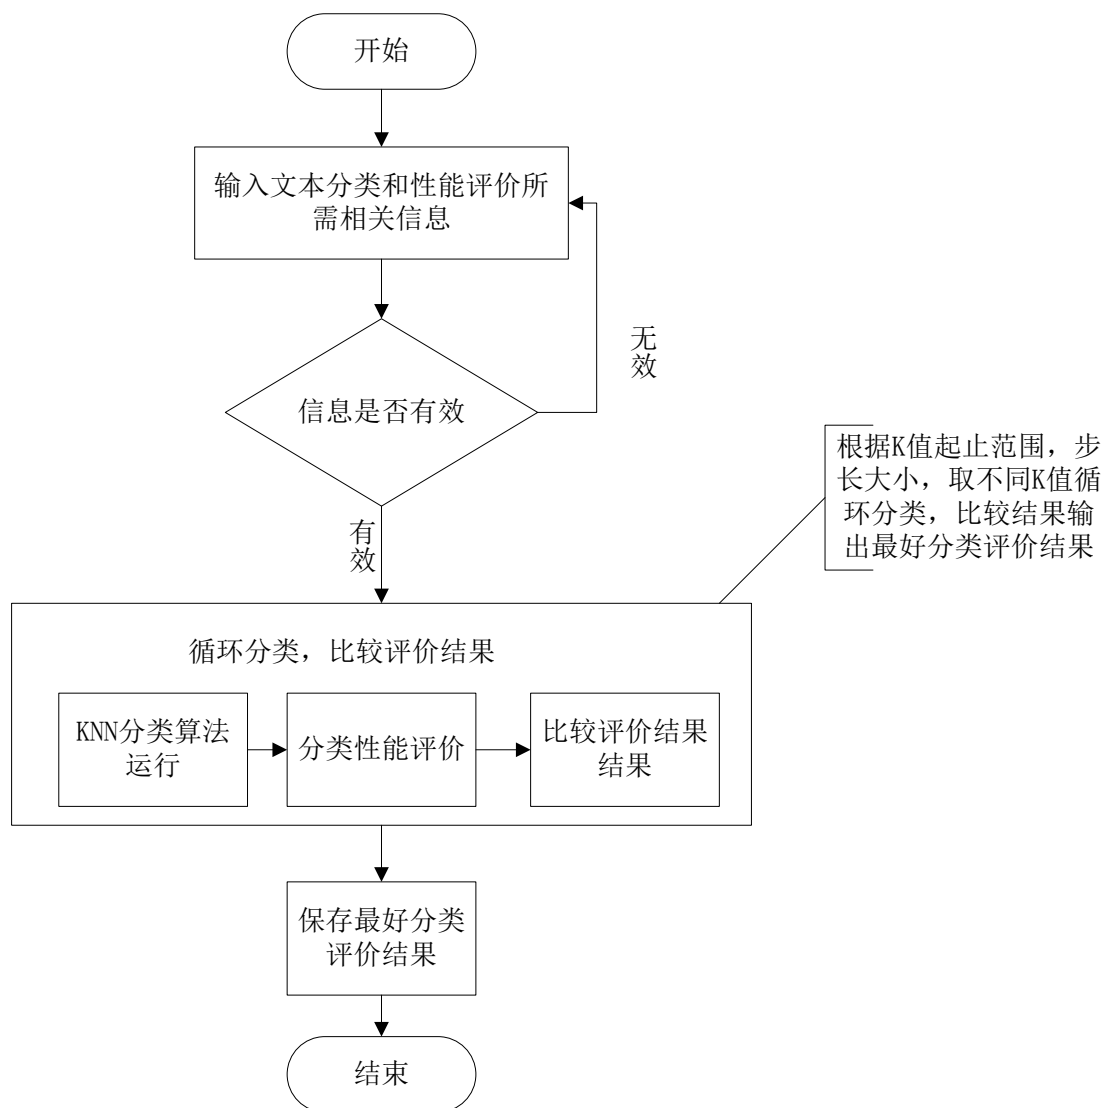 开始
输入文本分类和性能评价所
需相关信息
无
效
信息是否有效
根据K值起止范围，步
长大小，取不同K值循
环分类，比较结果输
出最好分类评价结果
有
效
循环分类，比较评价结果
KNN分类算法
运行
分类性能评价
比较评价结果
结果
保存最好分类
评价结果
结束